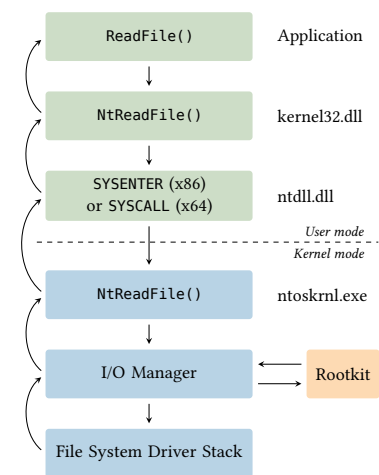 ReadFile() Application
NtReadFile() kernel32.dll
SYSENTER (x86)
or SYSCALL (x64)
ntdll.dll
User mode
Kernel mode
NtReadFile() ntoskrnl.exe
I/O Manager Rootkit
File System Driver Stack